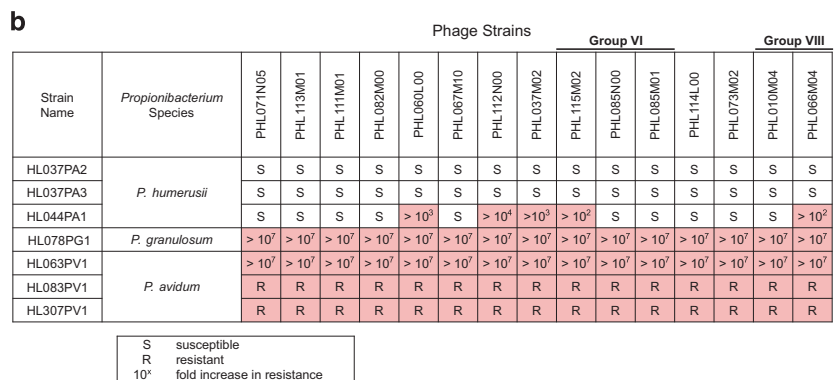 b
Phage Strains
Group VI Group VIII
Strain Name Propionibacterium Species PHL071N05 PHL113M01 PHL111M01 PHL082M00 PHL060L00 PHL067M10 PHL112N00 PHL037M02 PHL115M02 PHL085N00 PHL085M01 PHL114L00 PHL073M02 PHL010M04 PHL066M04
HL037PA2 S S S S S S S S S S S S S S S
HL037PA3 P. humerusii S S S S S S S S S S S S S S S
HL044PA1 S S S S > 10³ S > 10⁴ >10³ > 10² S S S S S > 10²
HL078PG1 P. granulosum > 10⁷ > 10⁷ > 10⁷ > 10⁷ > 10⁷ > 10⁷ > 10⁷ > 10⁷ > 10⁷ > 10⁷ > 10⁷ > 10⁷ > 10⁷ > 10⁷ > 10⁷
HL063PV1 > 10⁷ > 10⁷ > 10⁷ > 10⁷ > 10⁷ > 10⁷ > 10⁷ > 10⁷ > 10⁷ > 10⁷ > 10⁷ > 10⁷ > 10⁷ > 10⁷ > 10⁷
HL083PV1 P. avidum R R R R R R R R R R R R R R R
HL307PV1 R R R R R R R R R R R R R R R
S susceptible
R resistant
10ˣ fold increase in resistance